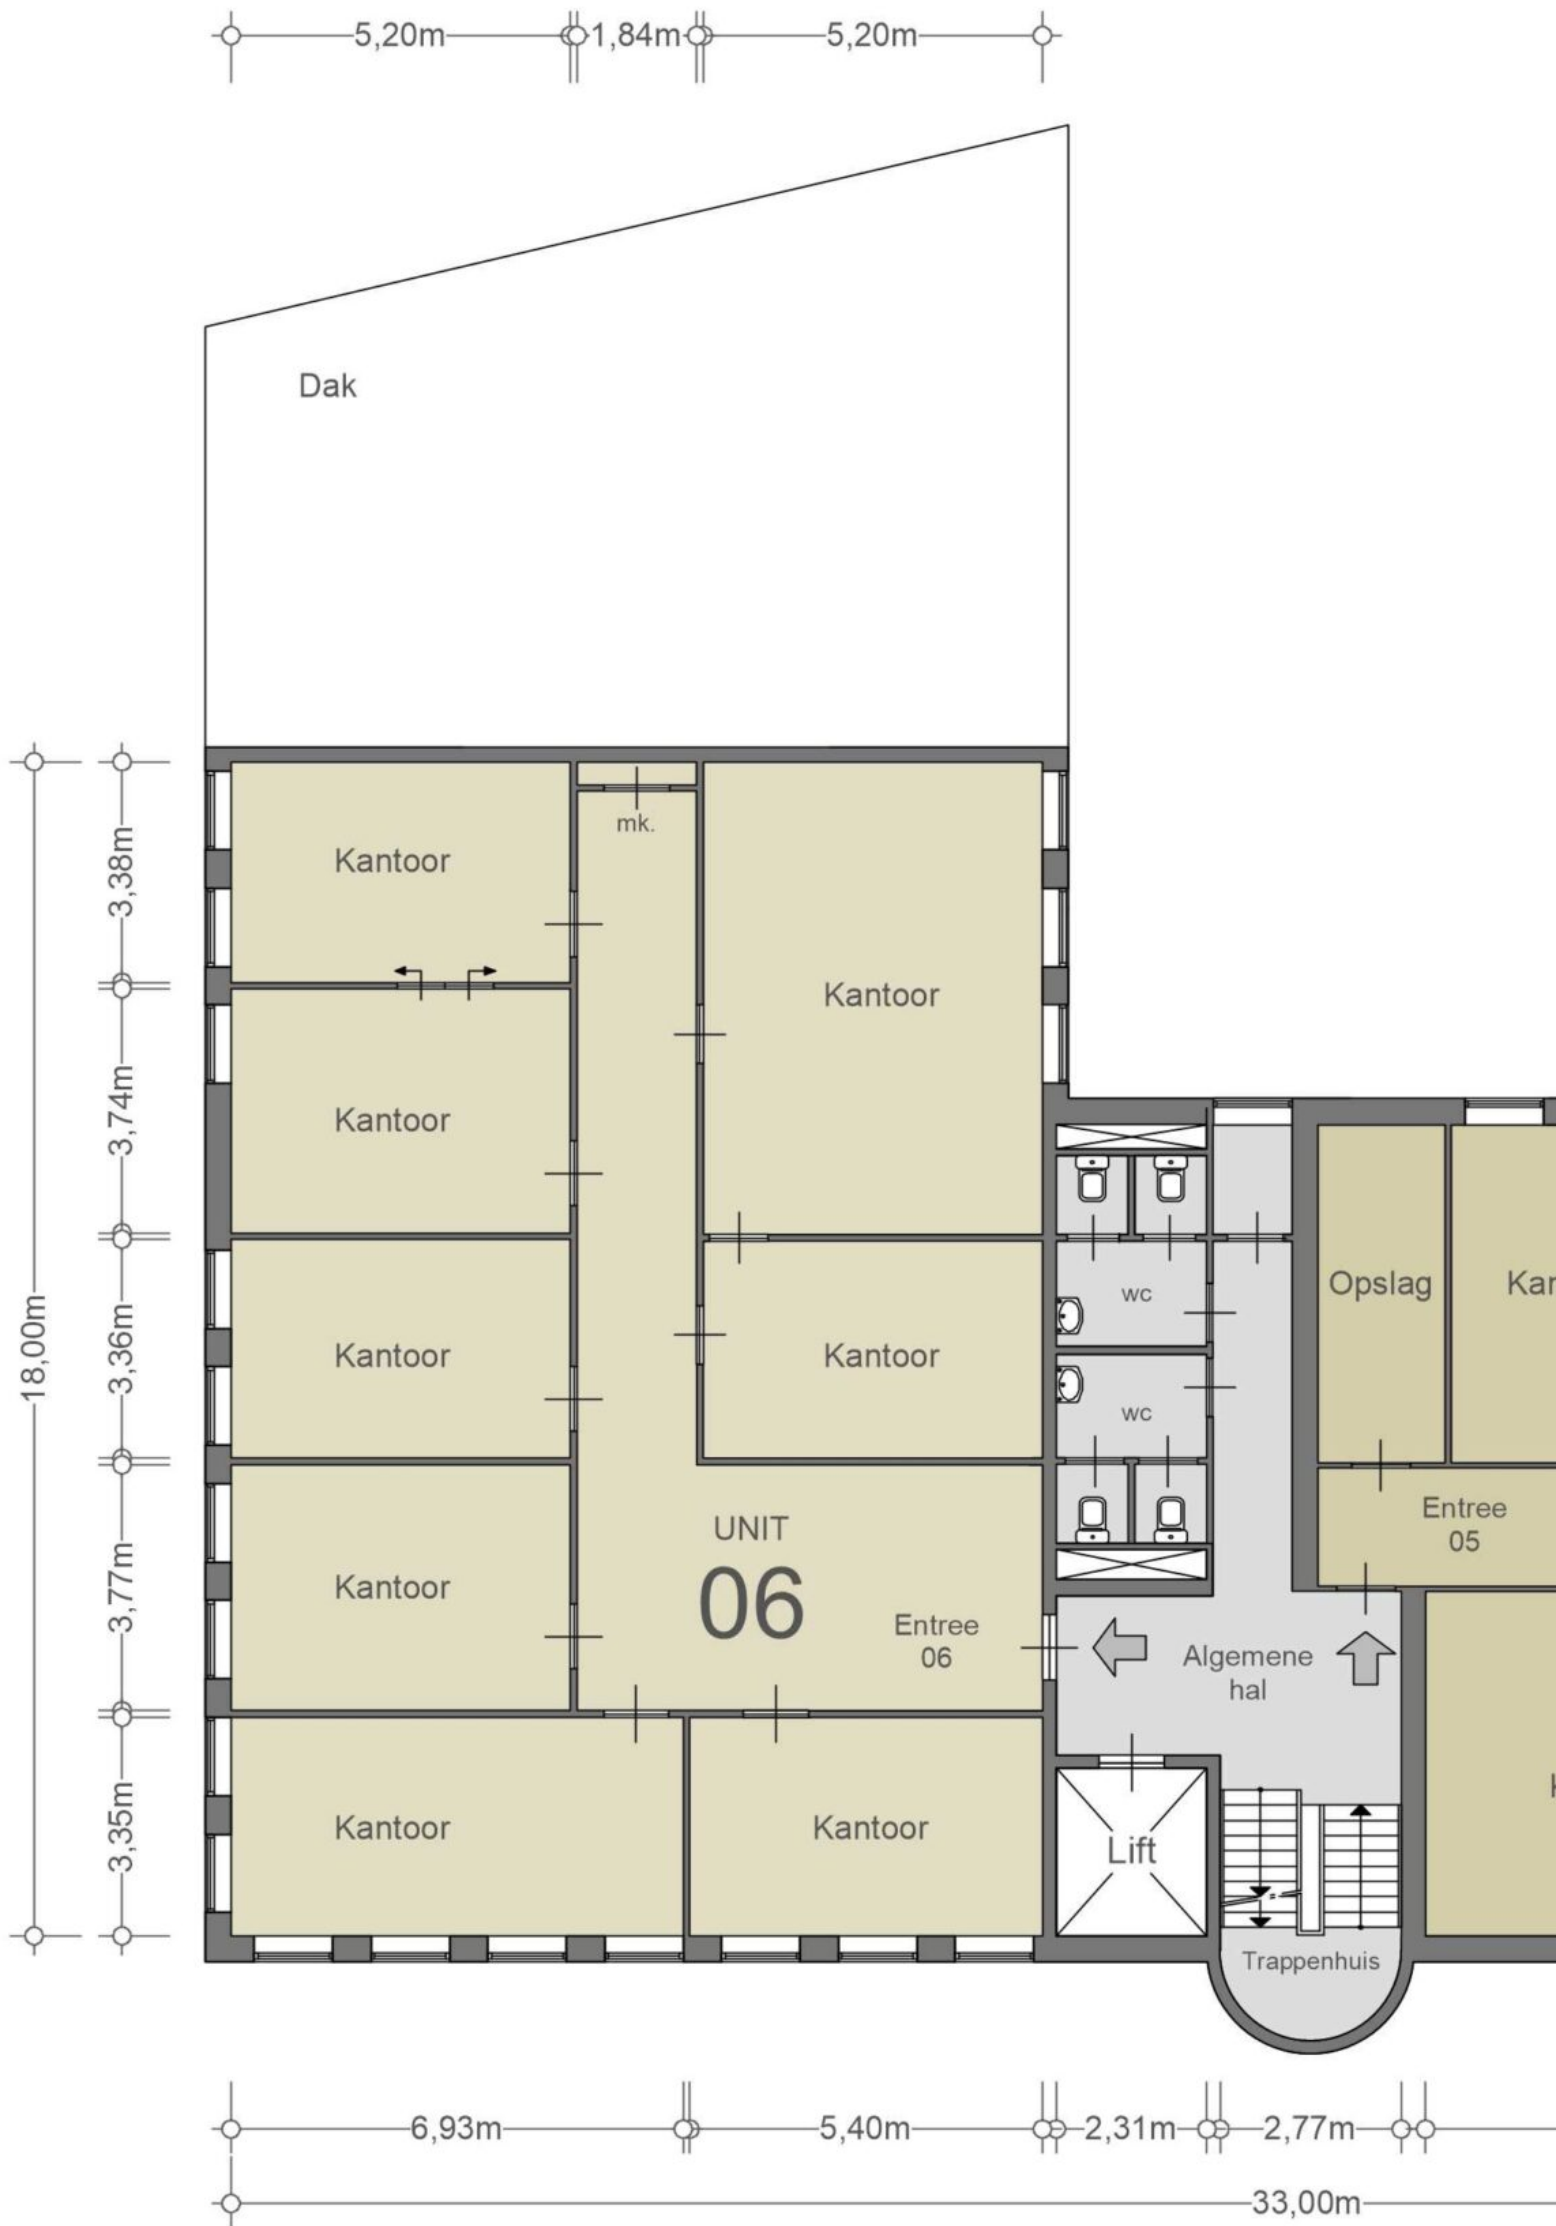 5,20m
1,84m
5,20m
Dak
3,38m
Kantoor
mk.
Kantoor
3,74m
Kantoor
18,00m
3,36m
Kantoor
Kantoor
wc
wc
Opslag
3,77m
Kantoor
UNIT
06
Entree
06
Entree
05
Algemene
hal
3,35m
Kantoor
Kantoor
Lift
Trappenhuis
6,93m
5,40m
2,31m
2,77m
33,00m